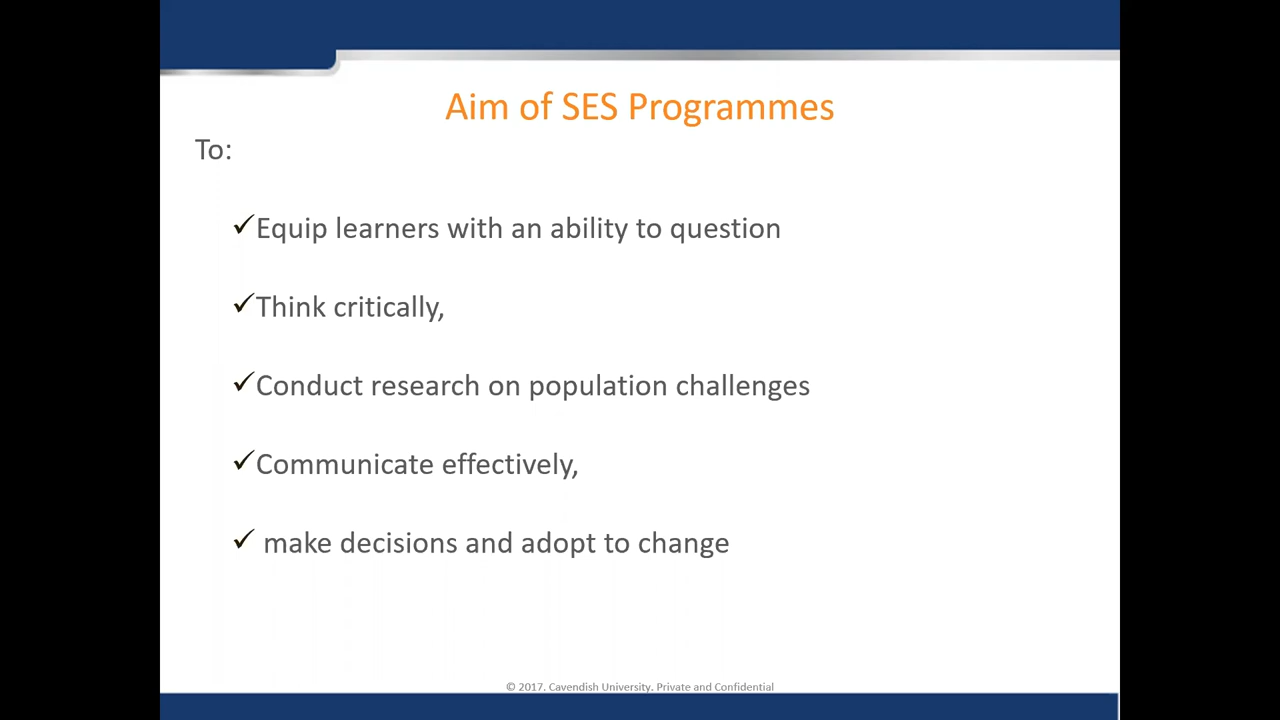 Aim of SES Programmes
To:
✓Equip learners with an ability to question
✓Think critically,
✓Conduct research on population challenges
✓Communicate effectively,
✓ make decisions and adopt to change
© 2017. Cavendish University. Private and Confidential